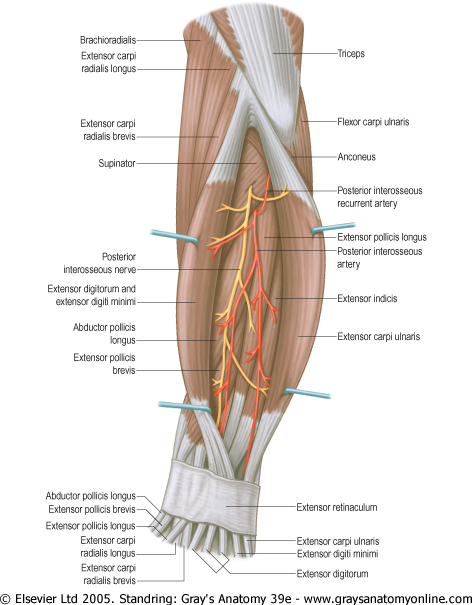 Brachioradialis
Extensor carpi
radialis longus
Extensor carpi
radialis brevis
Supinator
Posterior
interosseous nerve
Extensor digitorum and
extensor digiti minimi
Abductor pollicis
longus
Extensor pollicis
brevis
Abductor pollicis longus
Extensor pollicis brevis
Extensor pollicis longus
Extensor carpi
radialis longus
Extensor carpi
radialis brevis
Triceps
Flexor carpi ulnaris
Anconeus
Posterior interosseous
recurrent artery
Extensor pollicis longus
Posterior interosseous
artery
Extensor indicis
Extensor carpi ulnaris
Extensor retinaculum
Extensor carpi ulnaris
Extensor digiti minimi
Extensor digitorum
© Elsevier Ltd 2005. Standring: Gray's Anatomy 39e - www.graysanatomyonline.com